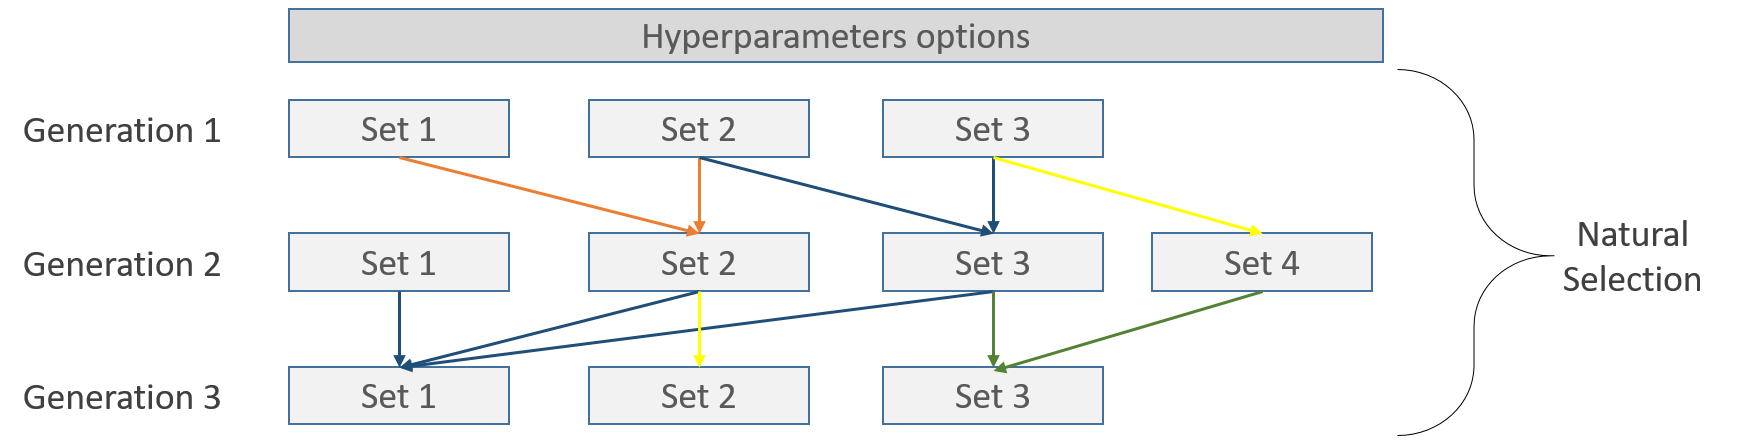 Hyperparameters options
Generation 1
Set 1
Set 2
Set 3
Generation 2
Set 1
Set 2
Set 3
Set 4
Natural
Selection
Generation 3
Set 1
Set 2
Set 3